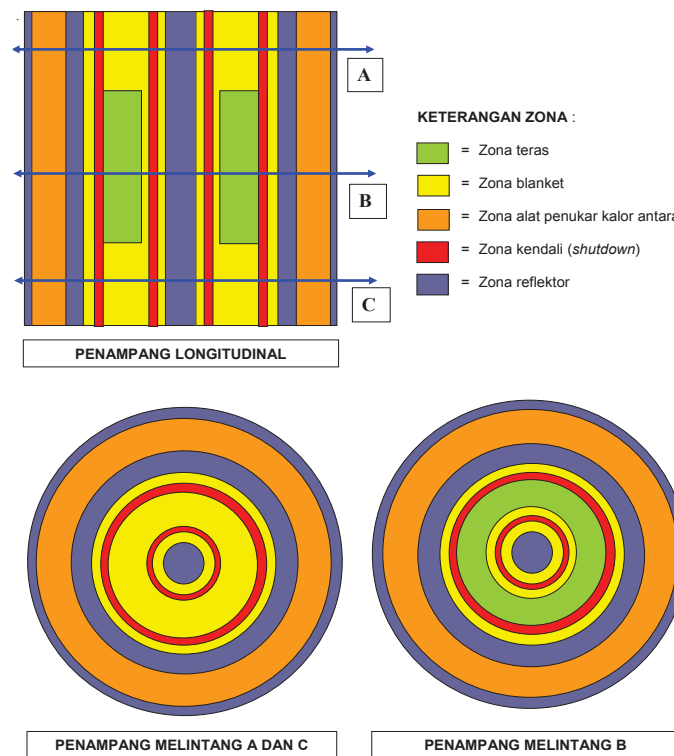 A
B
C
KETERANGAN ZONA :
= Zona teras
= Zona blanket
= Zona alat penukar kalor antara
= Zona kendali (shutdown)
= Zona reflektor
PENAMPANG LONGITUDINAL
PENAMPANG MELINTANG A DAN C
PENAMPANG MELINTANG B